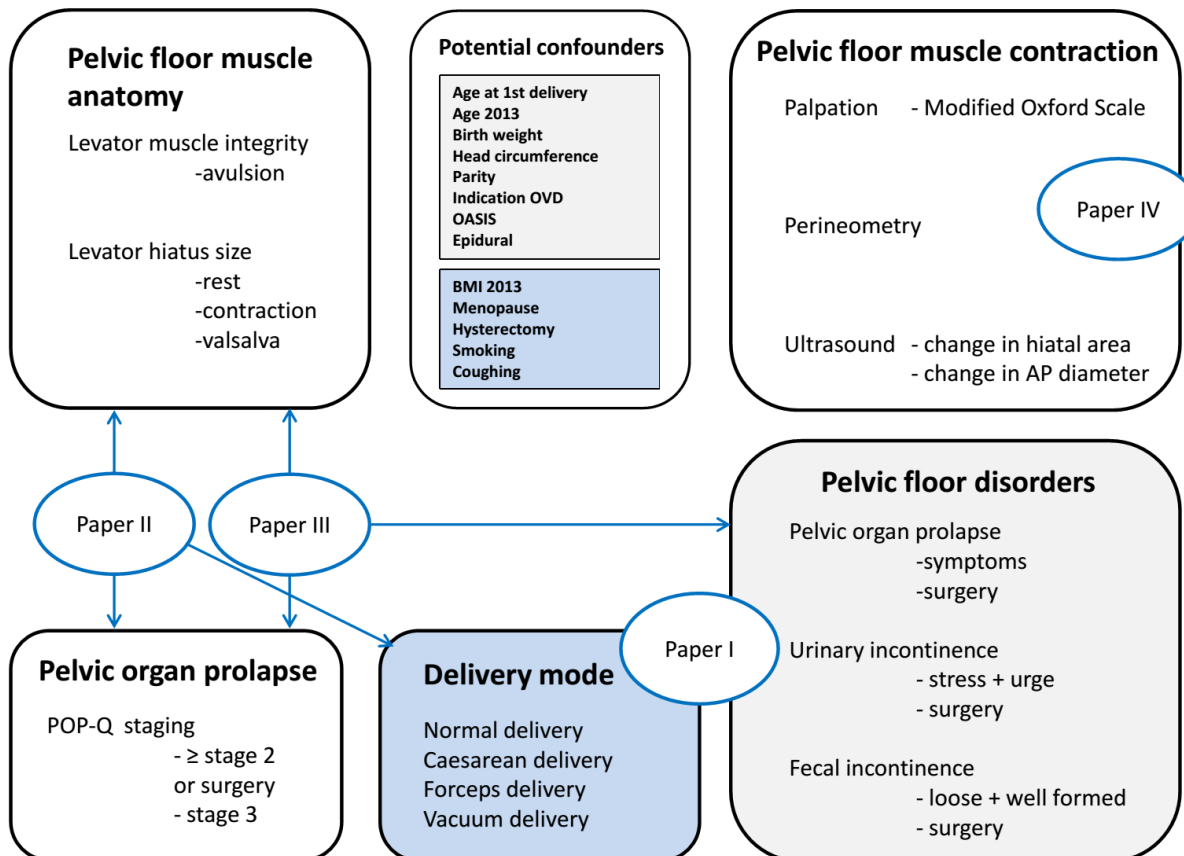 Pelvic floor muscle
anatomy
Levator muscle integrity
-avulsion
Levator hiatus size
-rest
-contraction
-valsalva
Potential confounders
Age at 1st delivery
Age 2013
Birth weight
Head circumference
Parity
Indication OVD
OASIS
Epidural
BMI 2013
Menopause
Hysterectomy
Smoking
Coughing
Pelvic floor muscle contraction
Palpation - Modified Oxford Scale
Paper IV
Perineometry
Ultrasound - change in hiatal area
- change in AP diameter
Paper II
Paper III
Pelvic organ prolapse
POP-Q staging
- ≥ stage 2
or surgery
- stage 3
Delivery mode
Normal delivery
Caesarean delivery
Forceps delivery
Vacuum delivery
Paper I
Pelvic floor disorders
Pelvic organ prolapse
-symptoms
-surgery
Urinary incontinence
- stress + urge
- surgery
Fecal incontinence
- loose + well formed
- surgery